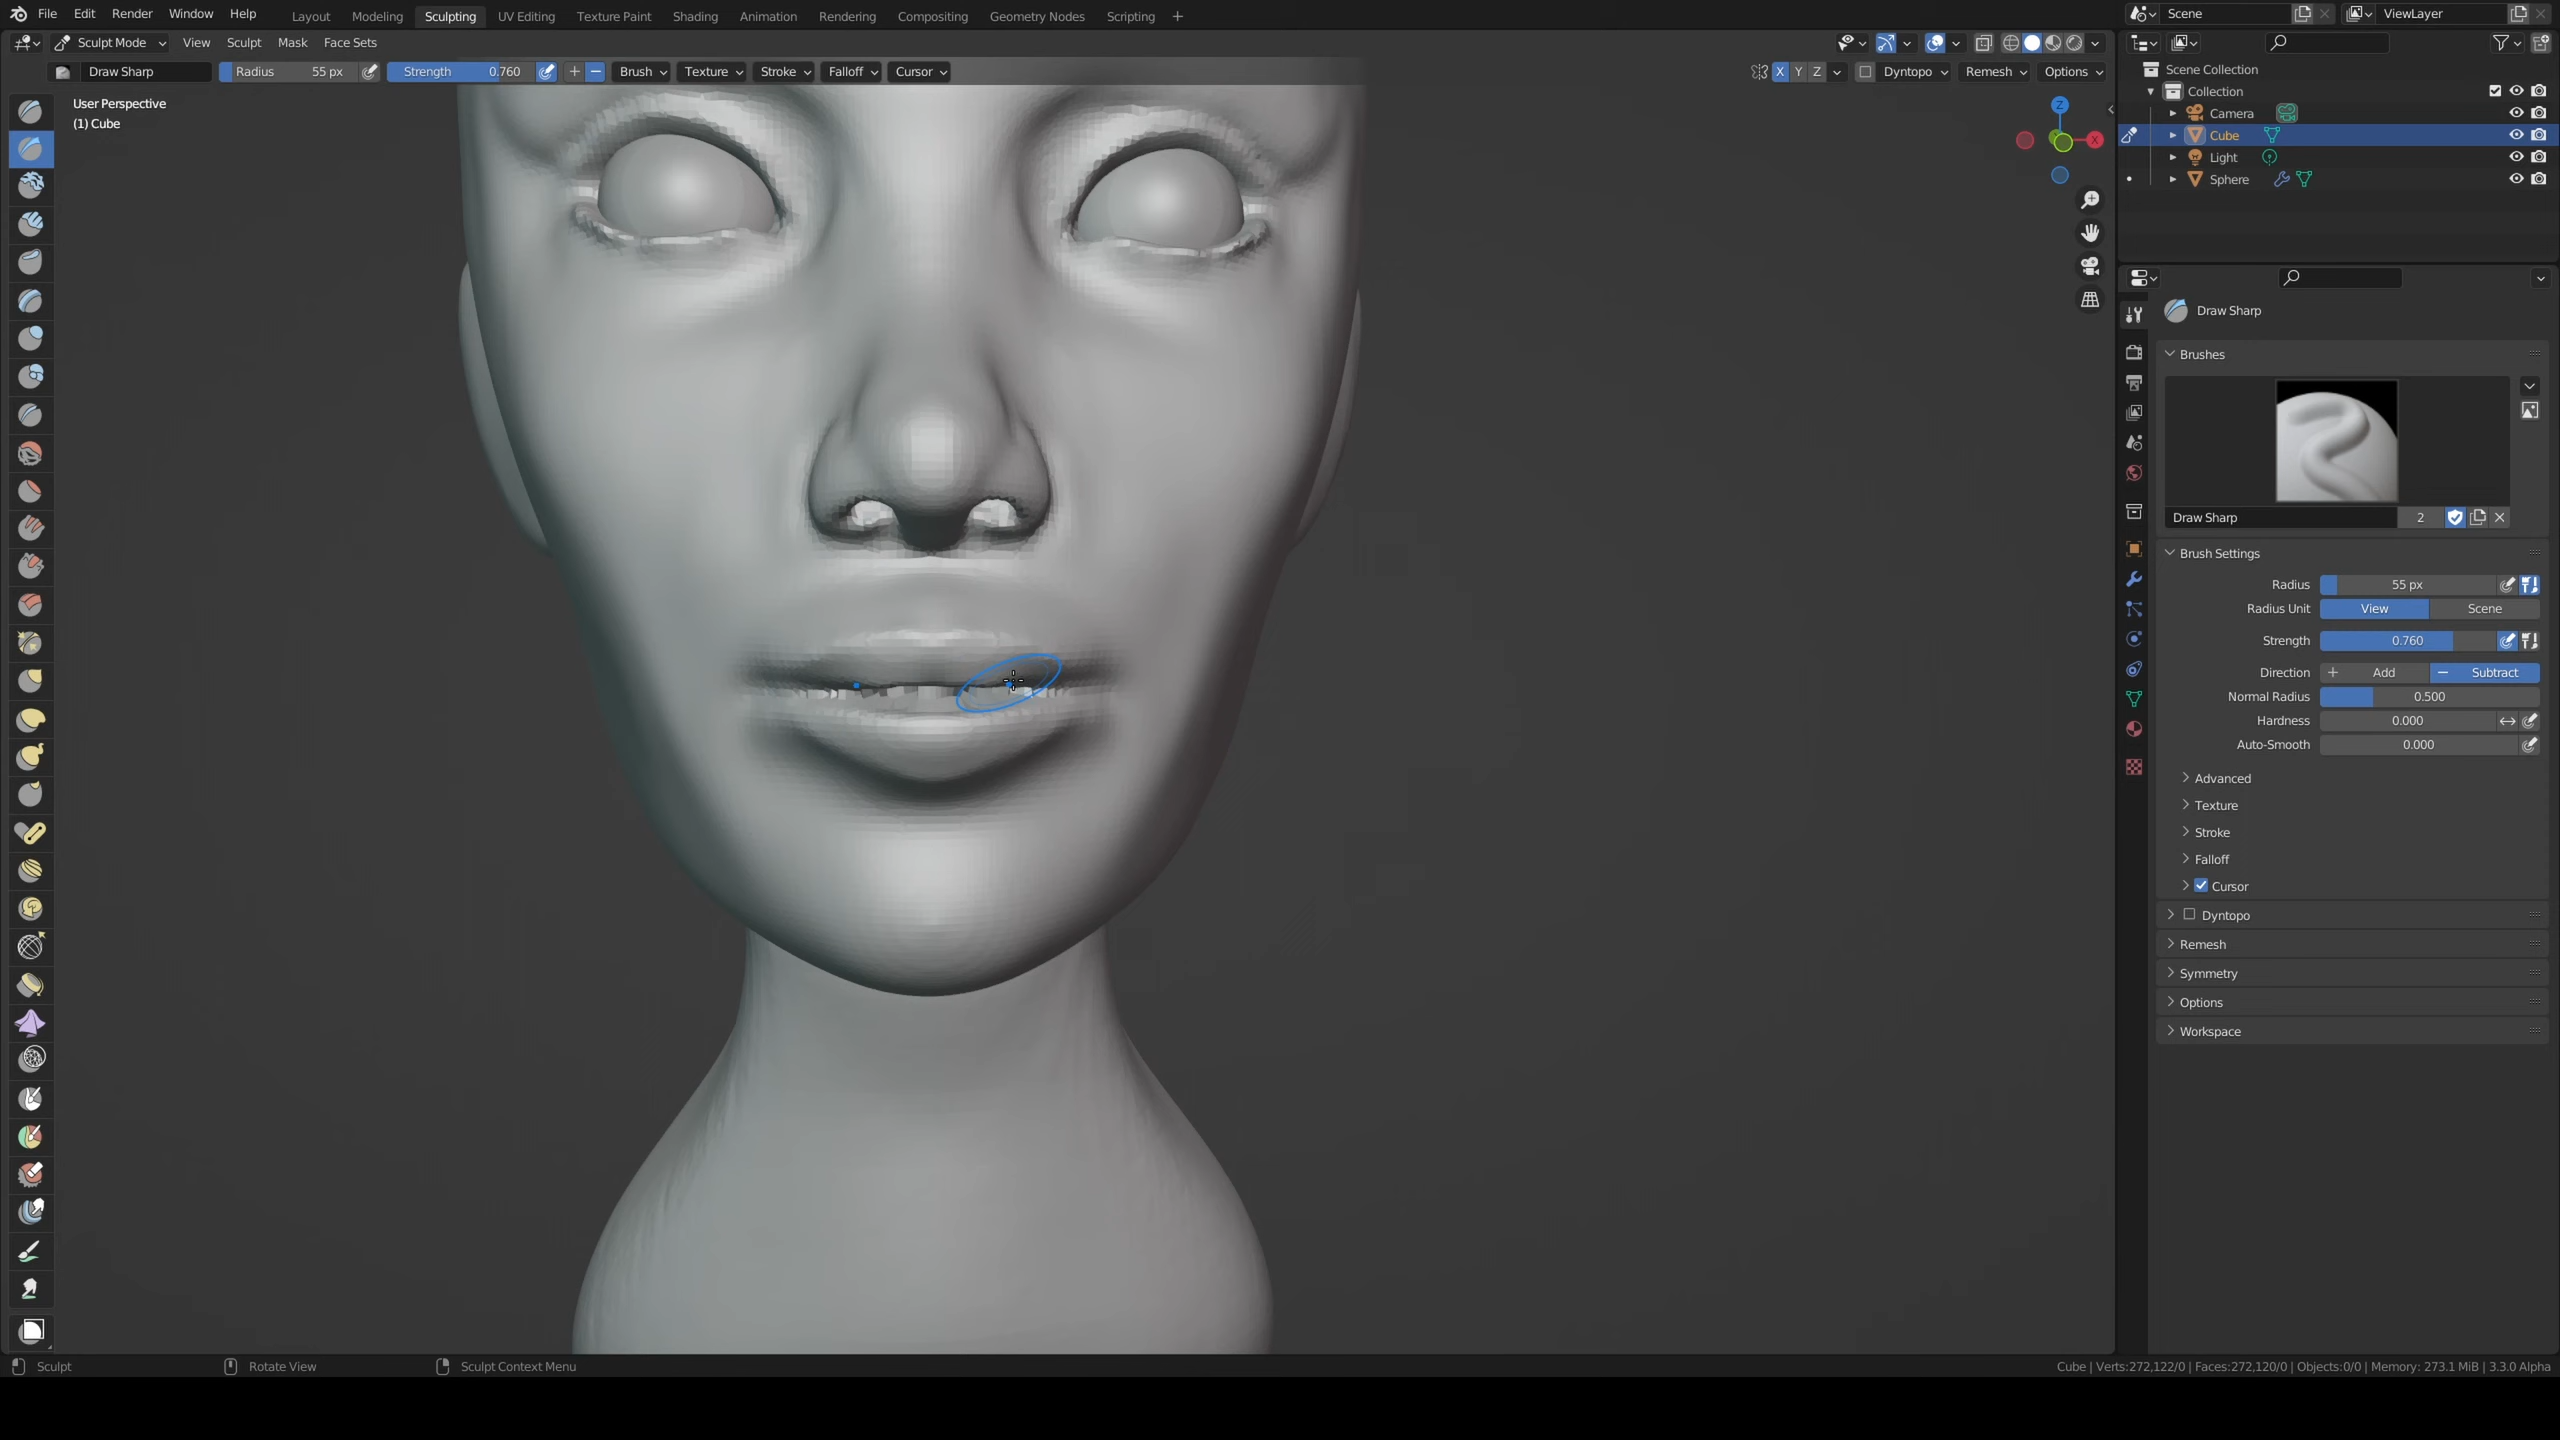 File Edit Render Window Help Layout Modeling Sculpting UV Editing Texture Paint Shading Animation Rendering Compositing Geometry Nodes Scripting + Scene ViewLayer
Sculpt Mode View Sculpt Mask Face Sets
Draw Sharp Radius 55 px Strength 0.760 Brush Texture Stroke Falloff Cursor X Y Z Dyntopo Remesh Options
User Perspective
(1) Cube
Z
X
Scene Collection
Collection
Camera
Cube
Light
Sphere
Draw Sharp
Brushes
Draw Sharp 2
Brush Settings
Radius 55 px
Radius Unit View Scene
Strength 0.760
Direction + Add − Subtract
Normal Radius 0.500
Hardness 0.000
Auto-Smooth 0.000
Advanced
Texture
Stroke
Falloff
Cursor
Dyntopo
Remesh
Symmetry
Options
Workspace
Sculpt Rotate View Sculpt Context Menu Cube | Verts:272,122/0 | Faces:272,120/0 | Objects:0/0 | Memory: 273.1 MiB | 3.3.0 Alpha